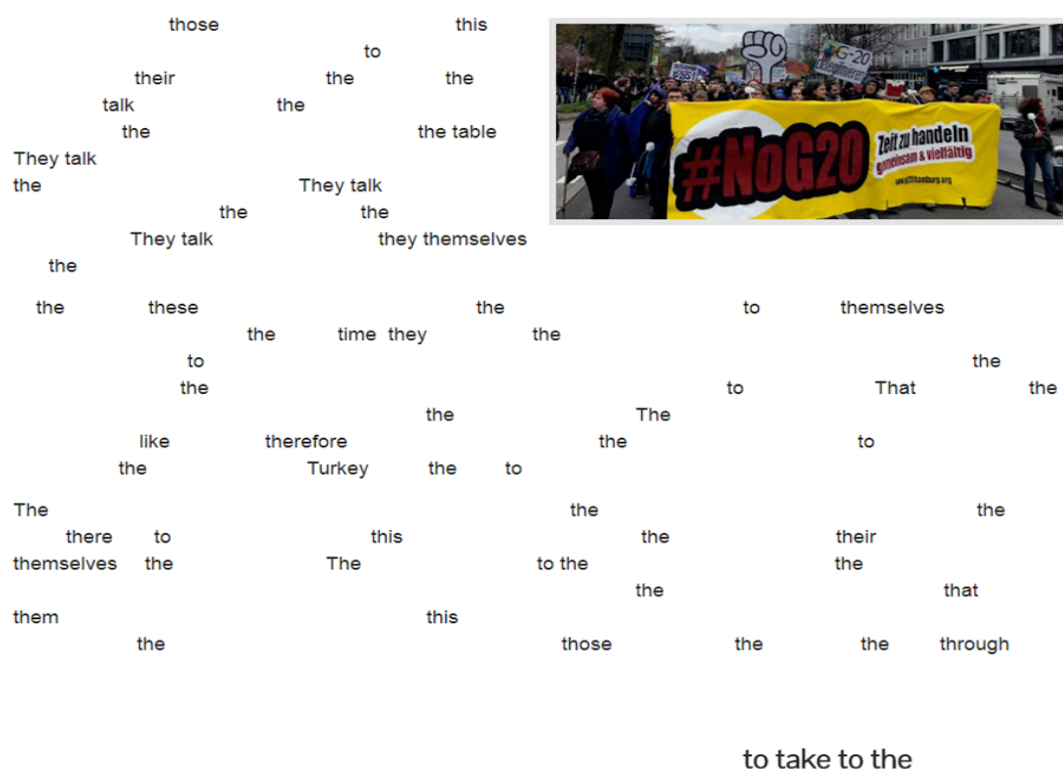 those this
to
their the the
talk the
the the table
They talk
the They talk
the the
They talk they themselves
the
G-20
#NoG20
Zeit zu handeln
gemeinsam & vielfältig
the these the to themselves
the time they the
to the
the to That the
the The
like therefore the to
the Turkey the to
The the the
there to this the their
themselves the The to the the
the that
them this
the those the the through
to take to the